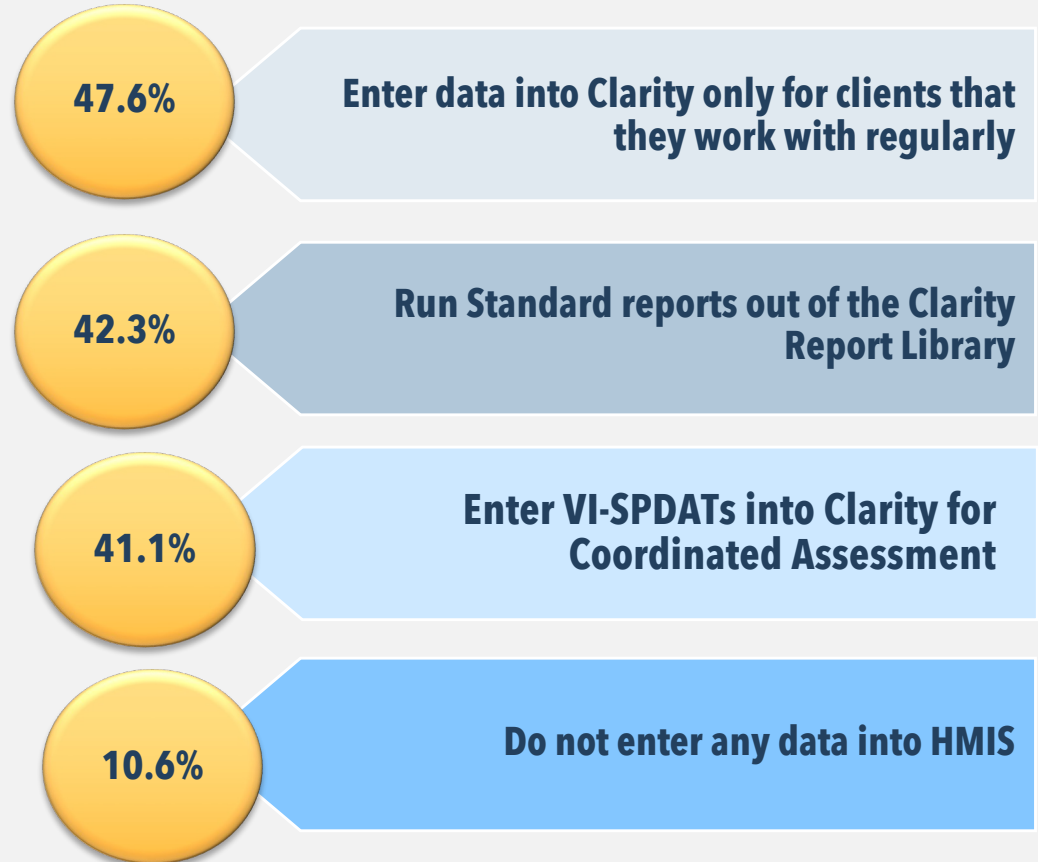 47.6%
Enter data into Clarity only for clients that
they work with regularly
42.3%
Run Standard reports out of the Clarity
Report Library
41.1%
Enter VI-SPDATs into Clarity for
Coordinated Assessment
10.6%
Do not enter any data into HMIS